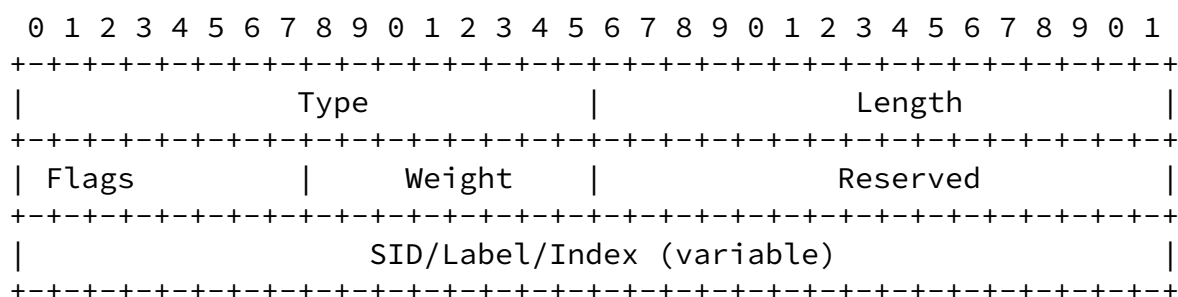 0 1 2 3 4 5 6 7 8 9 0 1 2 3 4 5 6 7 8 9 0 1 2 3 4 5 6 7 8 9 0 1
+-+-+-+-+-+-+-+-+-+-+-+-+-+-+-+-+-+-+-+-+-+-+-+-+-+-+-+-+-+-+-+-+
|               Type            |              Length           |
+-+-+-+-+-+-+-+-+-+-+-+-+-+-+-+-+-+-+-+-+-+-+-+-+-+-+-+-+-+-+-+-+
| Flags         |     Weight    |             Reserved          |
+-+-+-+-+-+-+-+-+-+-+-+-+-+-+-+-+-+-+-+-+-+-+-+-+-+-+-+-+-+-+-+-+
|                   SID/Label/Index (variable)                  |
+-+-+-+-+-+-+-+-+-+-+-+-+-+-+-+-+-+-+-+-+-+-+-+-+-+-+-+-+-+-+-+-+